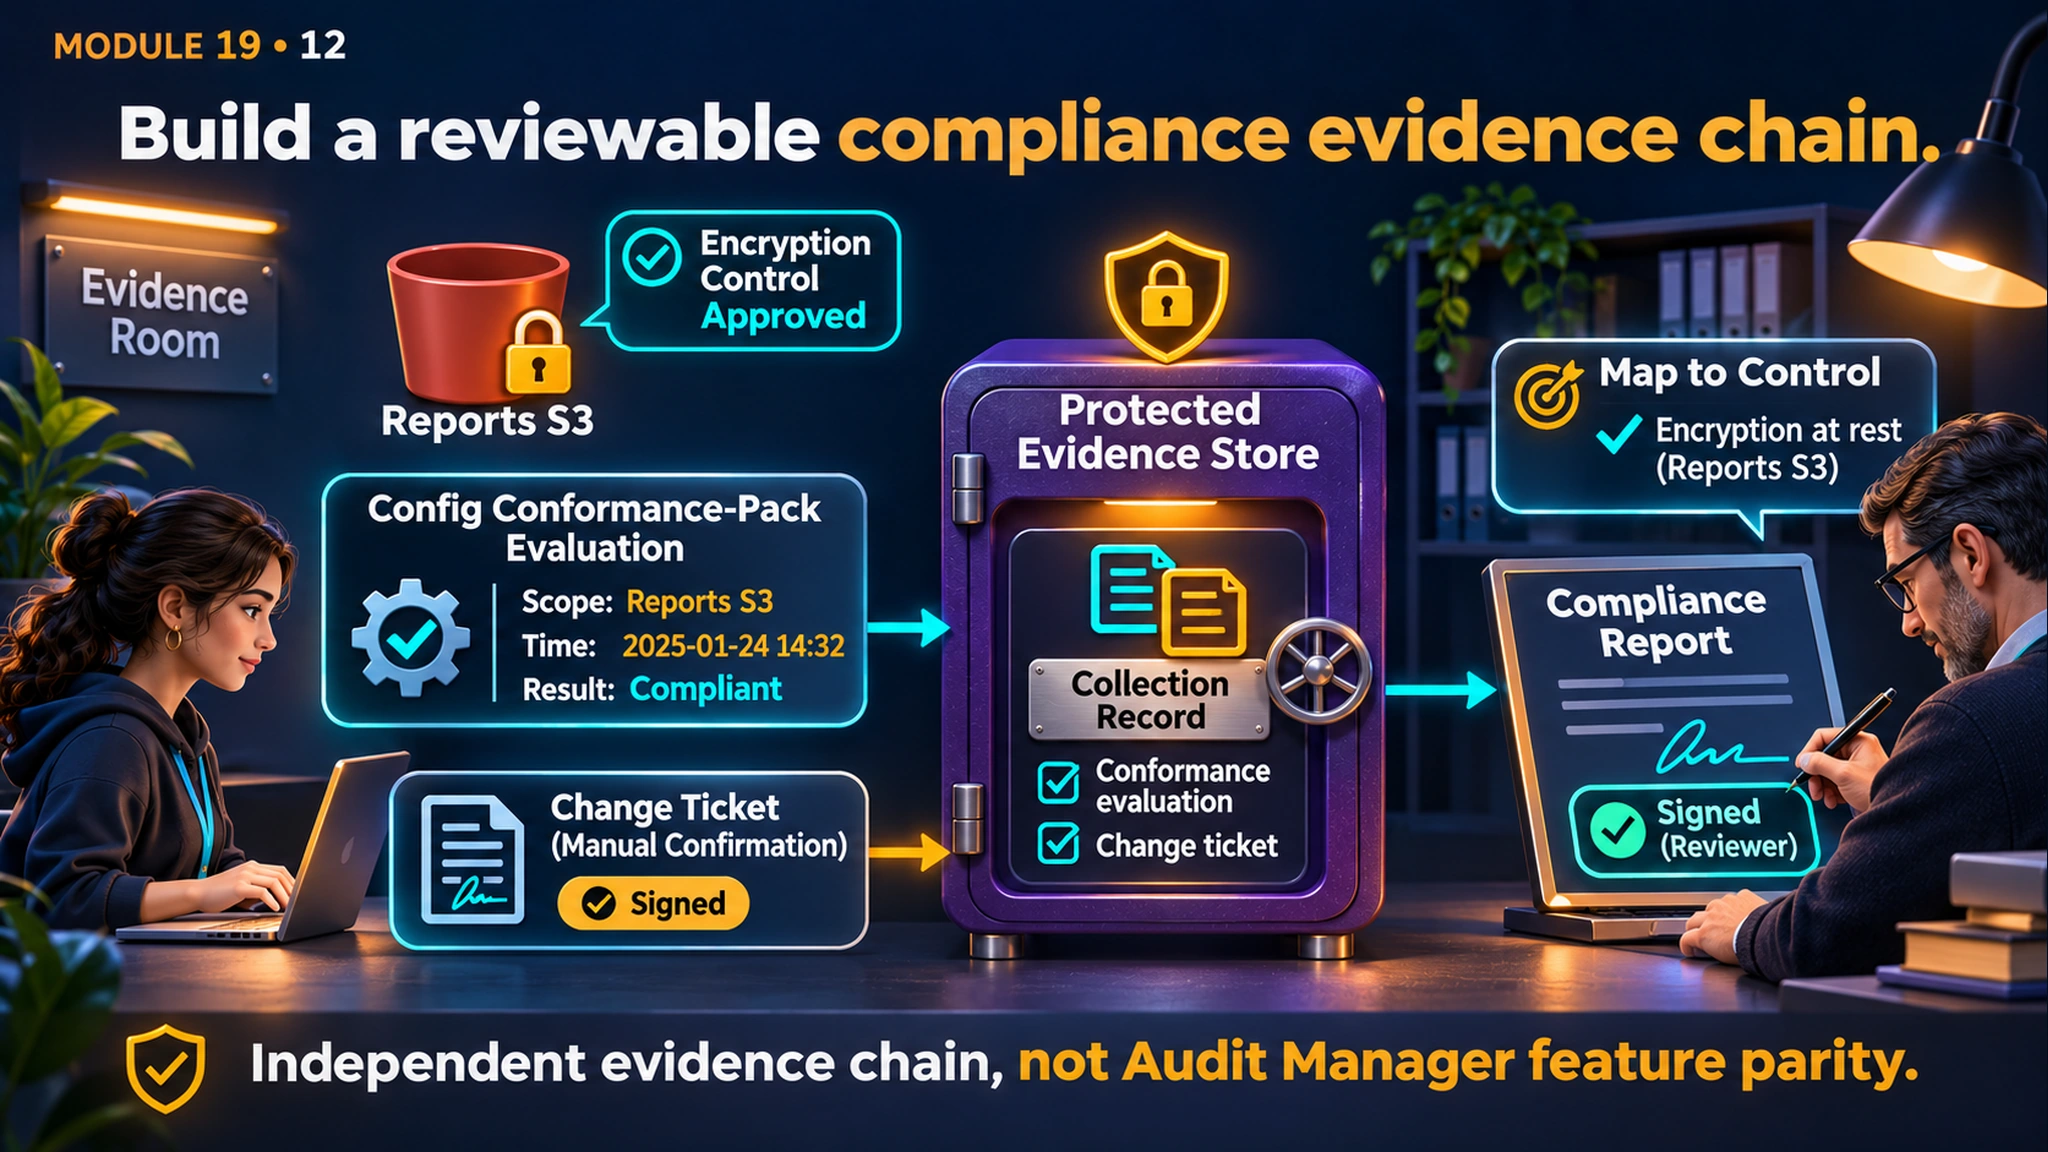 MODULE 19 • 12
Build a reviewable compliance evidence chain.
Evidence
Room
Encryption
Control
Approved
Reports S3
Config Conformance-Pack
Evaluation
Scope: Reports S3
Time: 2025-01-24 14:32
Result: Compliant
Change Ticket
(Manual Confirmation)
Signed
Protected
Evidence Store
Collection
Record
Conformance
evaluation
Change ticket
Map to Control
Encryption at rest
(Reports S3)
Compliance
Report
Signed
(Reviewer)
Independent evidence chain, not Audit Manager feature parity.